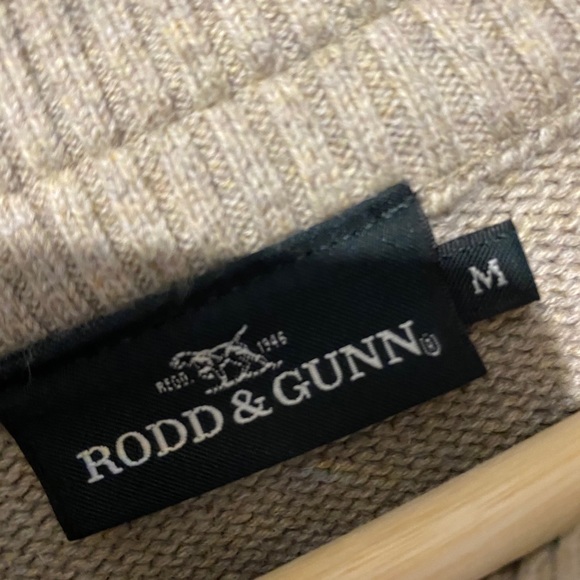 REGD. 1946
RODD & GUNN®
M